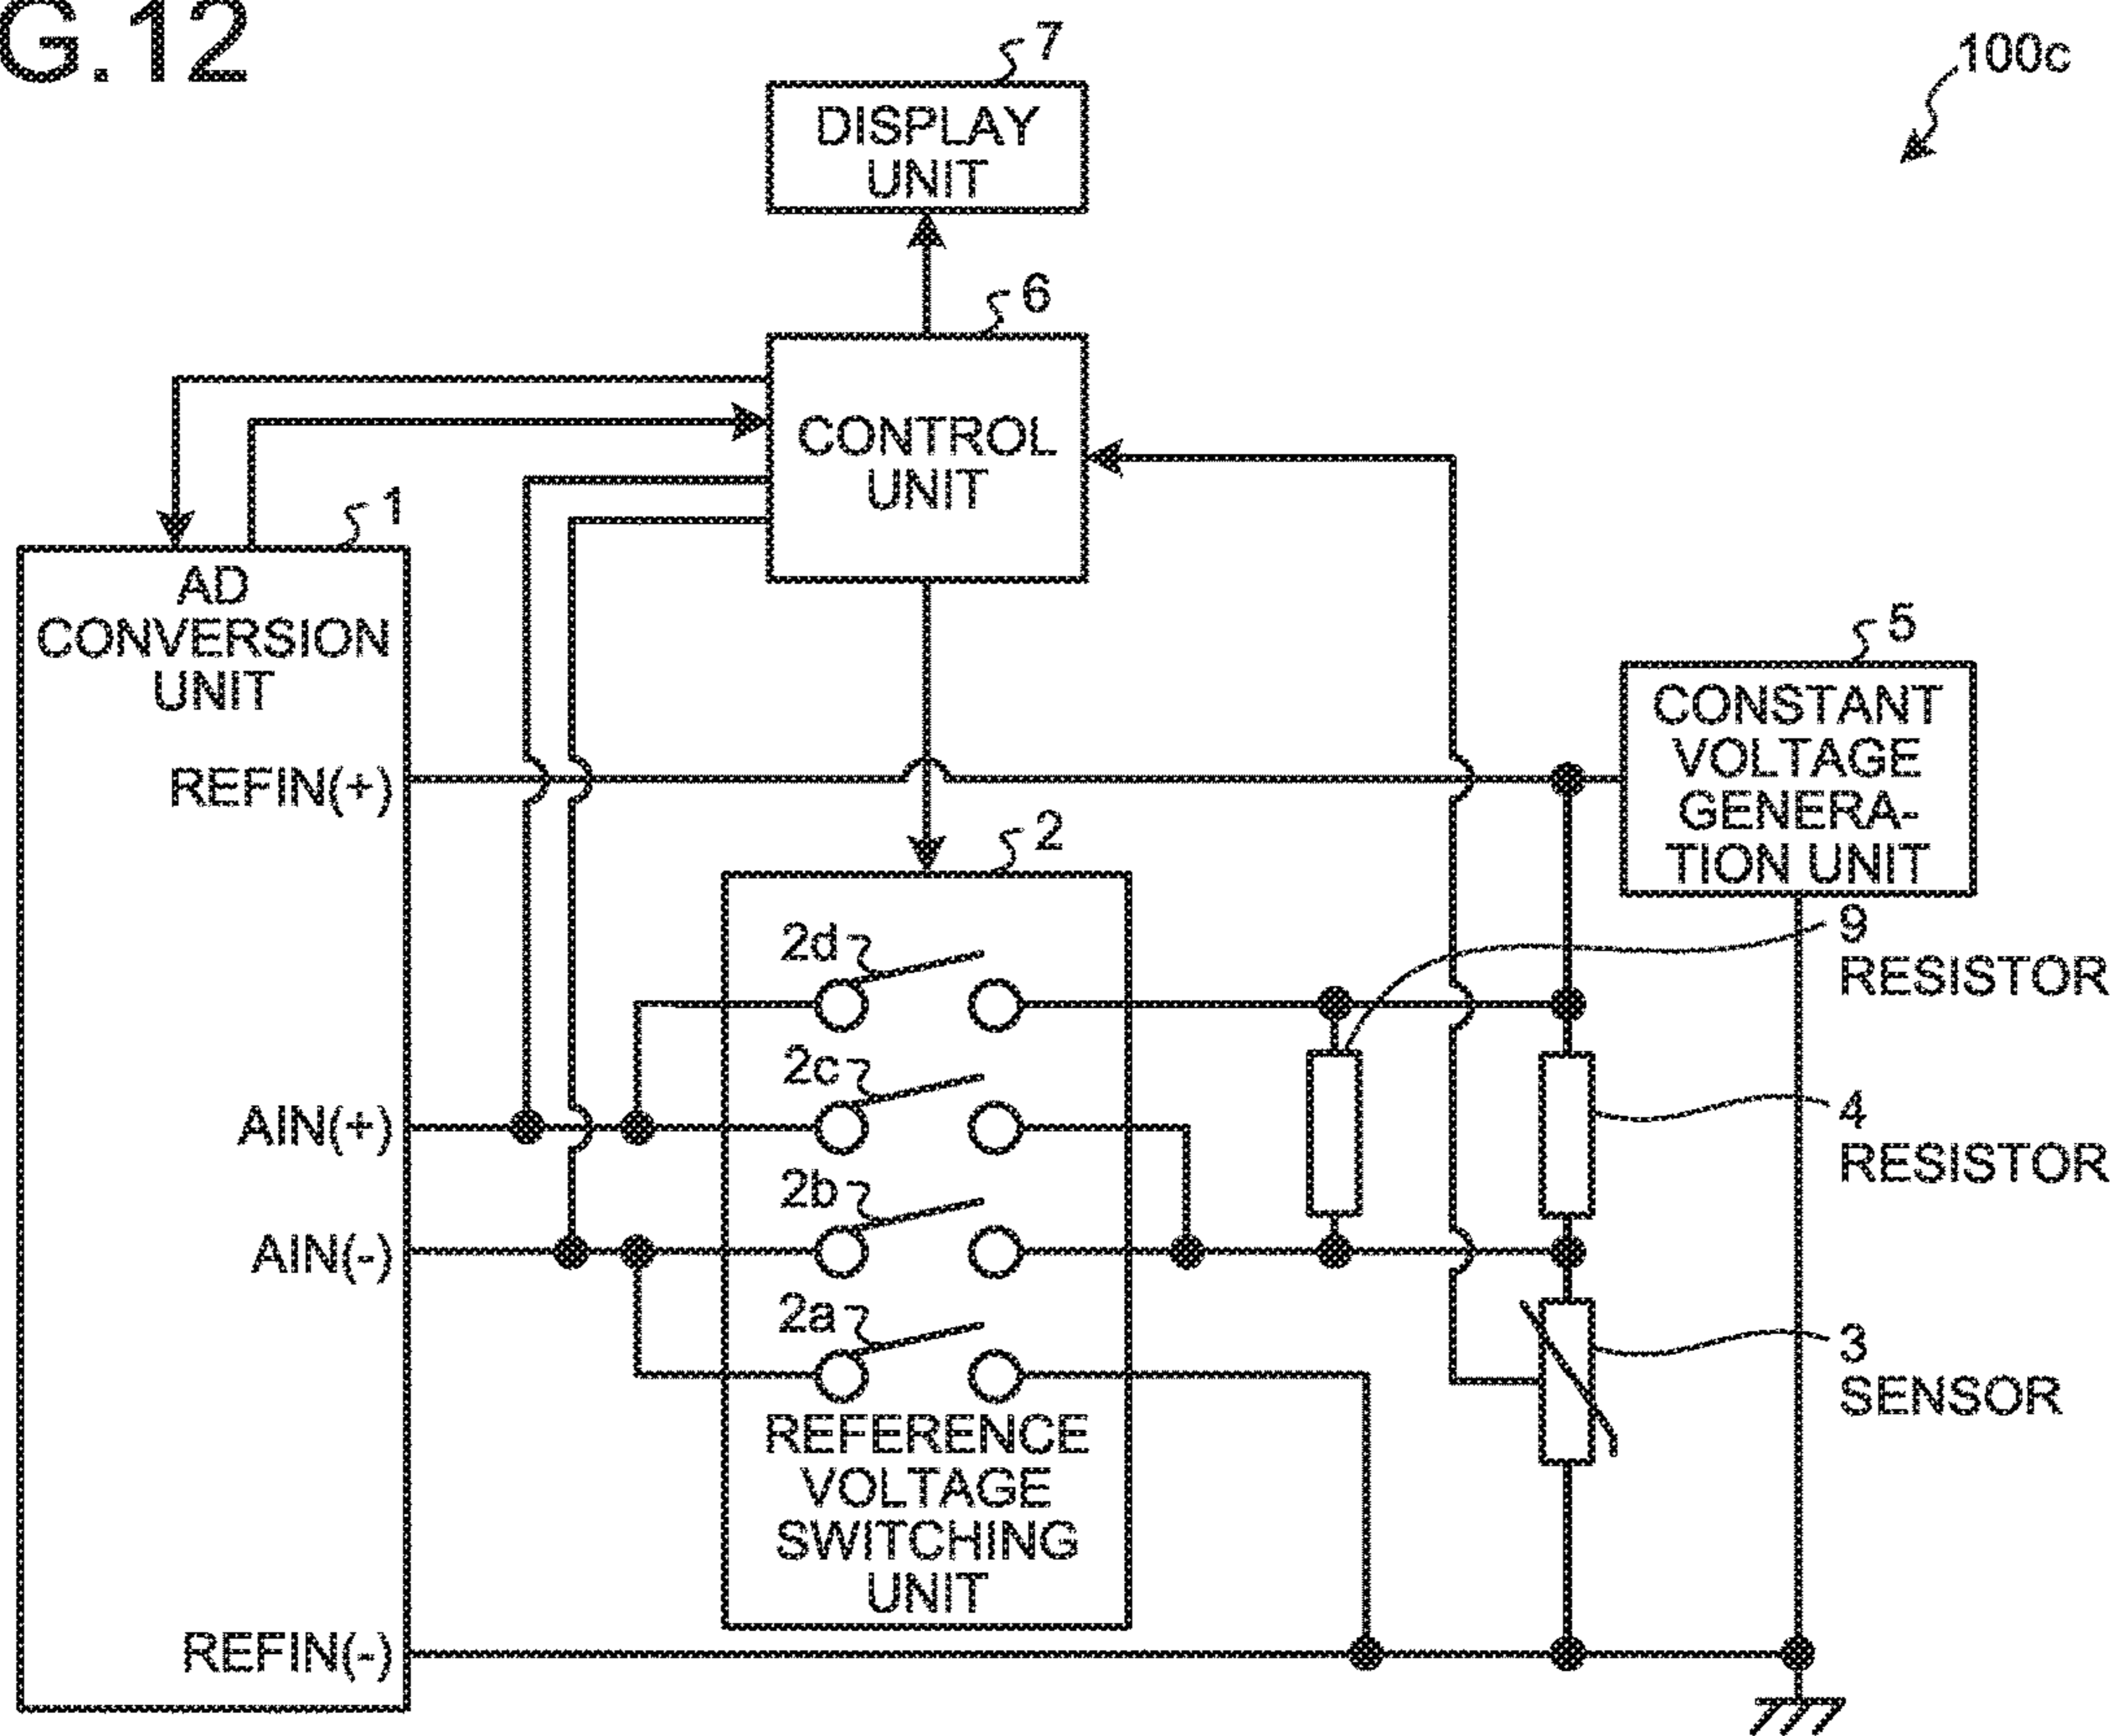 G.12
100c
7
DISPLAY
UNIT
6
CONTROL
UNIT
1
AD
CONVERSION
UNIT
REFIN(+)
AIN(+)
AIN(-)
REFIN(-)
5
CONSTANT
VOLTAGE
GENERA-
TION UNIT
2
2d
2c
2b
2a
REFERENCE
VOLTAGE
SWITCHING
UNIT
9
RESISTOR
4
RESISTOR
3
SENSOR